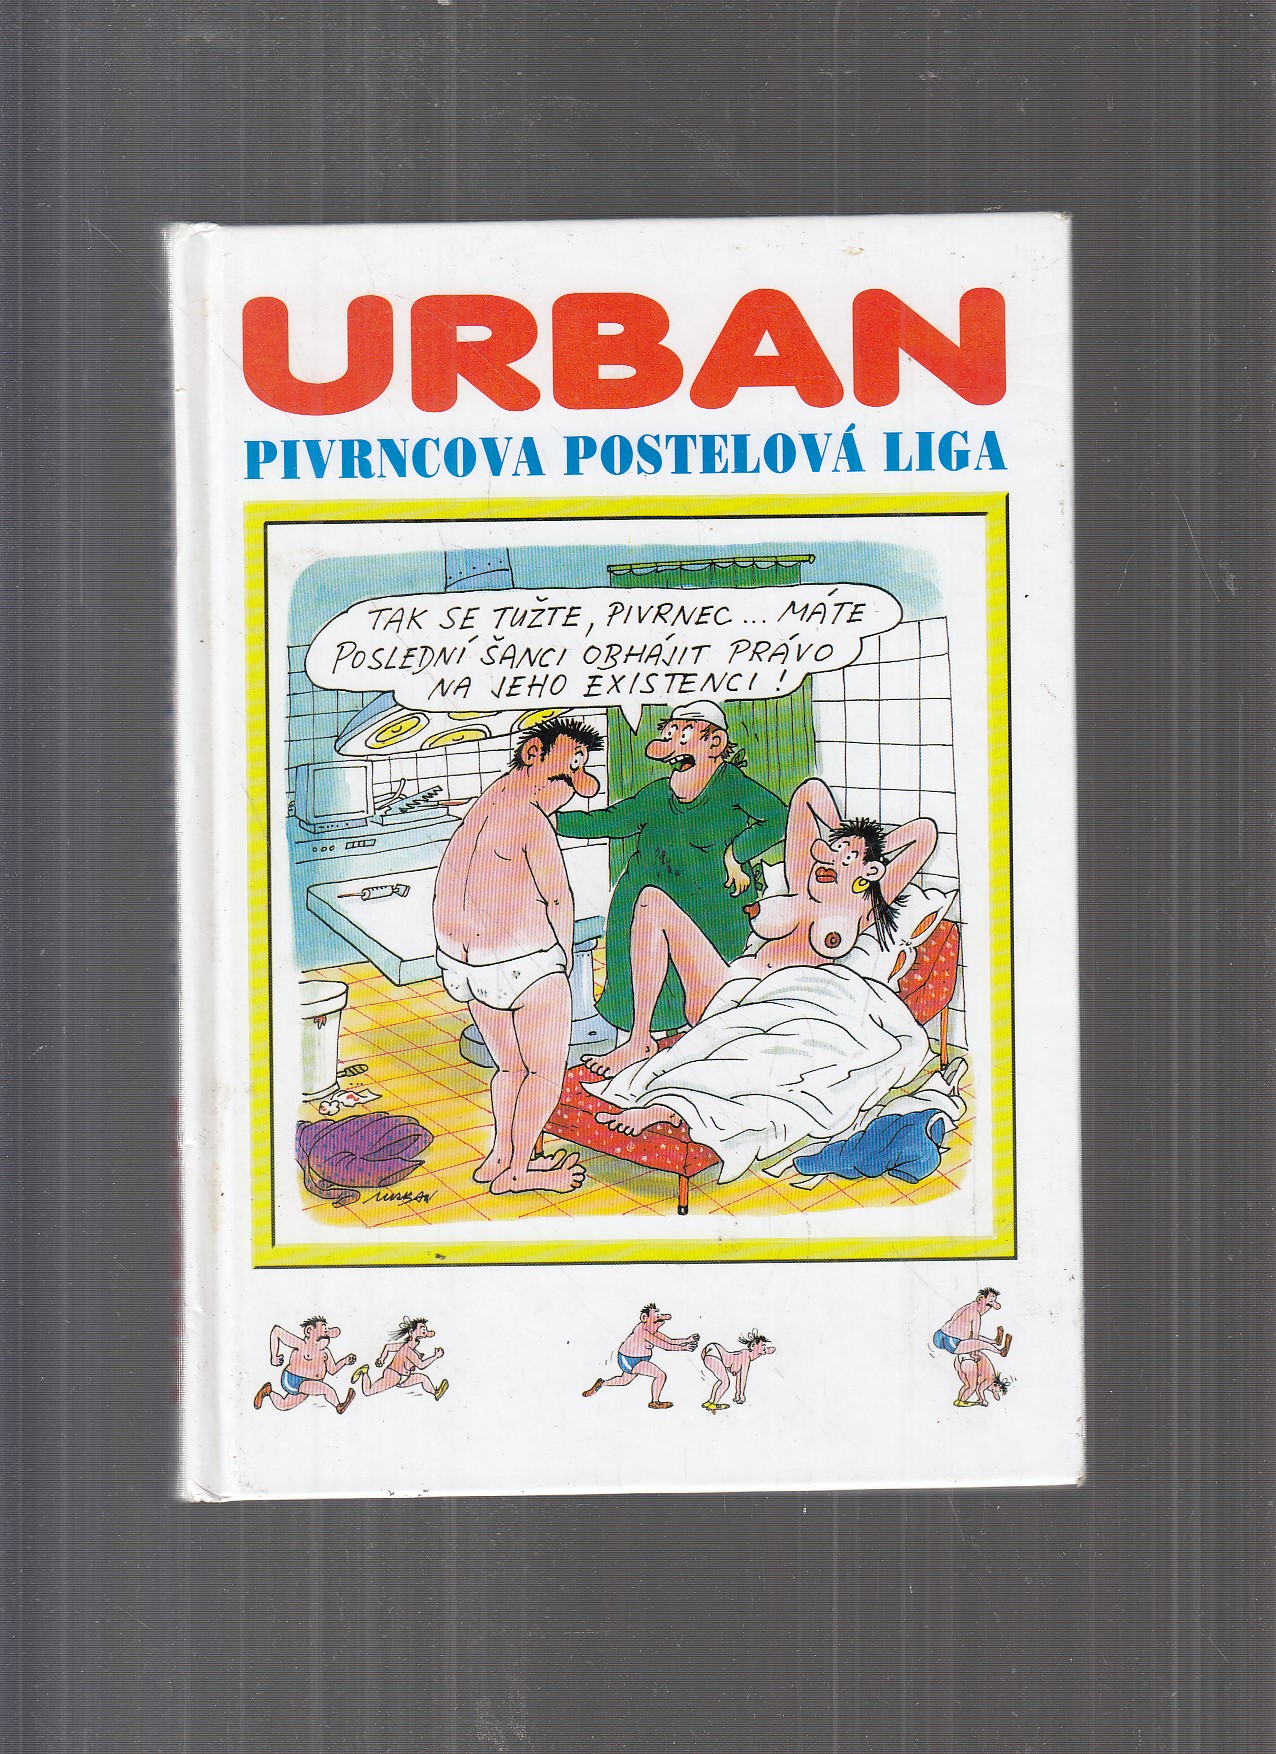 URBAN
PIVRNCOVA POSTELOVÁ LIGA
TAK SE TUŽTE, PIVRNEC... MÁTE
POSLEDNÍ ŠANCI OBHÁJIT PRÁVO
NA JEHO EXISTENCI!
URBAN